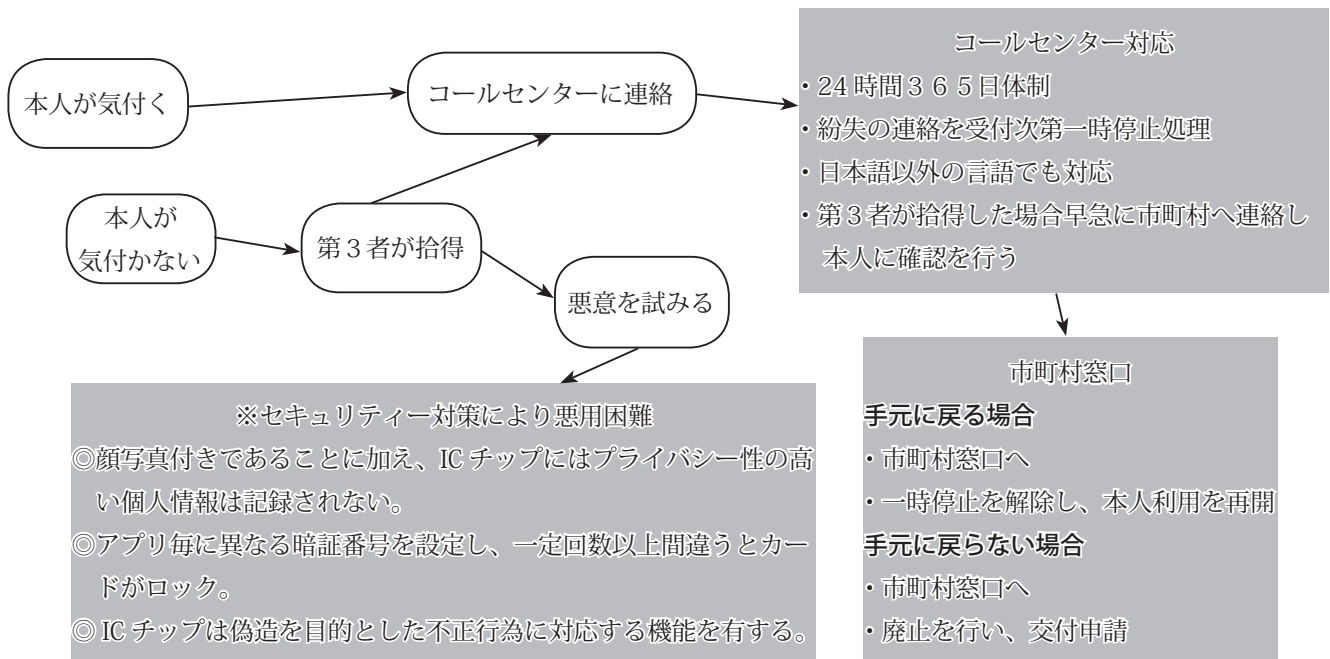 本人が気付く
コールセンターに連絡
コールセンター対応
・24時間３６５日体制
・紛失の連絡を受付次第一時停止処理
・日本語以外の言語でも対応
・第３者が拾得した場合早急に市町村へ連絡し
本人に確認を行う
本人が
気付かない
第３者が拾得
悪意を試みる
※セキュリティー対策により悪用困難
◎顔写真付きであることに加え、ICチップにはプライバシー性の高
い個人情報は記録されない。
◎アプリ毎に異なる暗証番号を設定し、一定回数以上間違うとカー
ドがロック。
◎ICチップは偽造を目的とした不正行為に対応する機能を有する。
市町村窓口
手元に戻る場合
・市町村窓口へ
・一時停止を解除し、本人利用を再開
手元に戻らない場合
・市町村窓口へ
・廃止を行い、交付申請